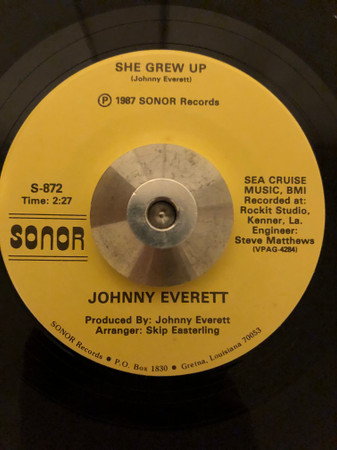 SHE GREW UP
(Johnny Everett)
Ⓟ 1987 SONOR Records
S-872
Time: 2:27
SONOR
SEA CRUISE
MUSIC, BMI
Recorded at:
Rockit Studio,
Kenner, La.
Engineer:
Steve Matthews
(VPAG-4284)
JOHNNY EVERETT
Produced By: Johnny Everett
Arranger: Skip Easterling
SONOR Records • P.O. Box 1830 • Gretna, Louisiana 70053